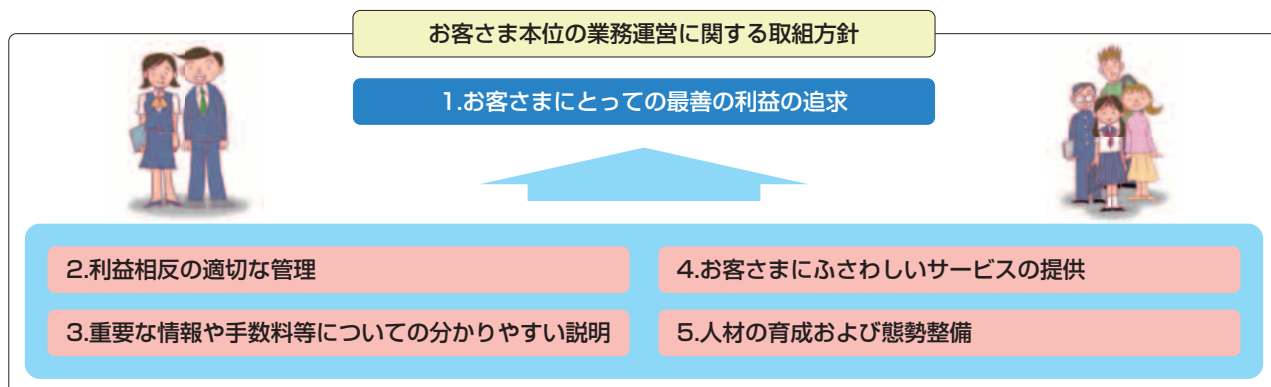 お客さま本位の業務運営に関する取組方針
1.お客さまにとっての最善の利益の追求
2.利益相反の適切な管理
3.重要な情報や手数料等についての分かりやすい説明
4.お客さまにふさわしいサービスの提供
5.人材の育成および態勢整備